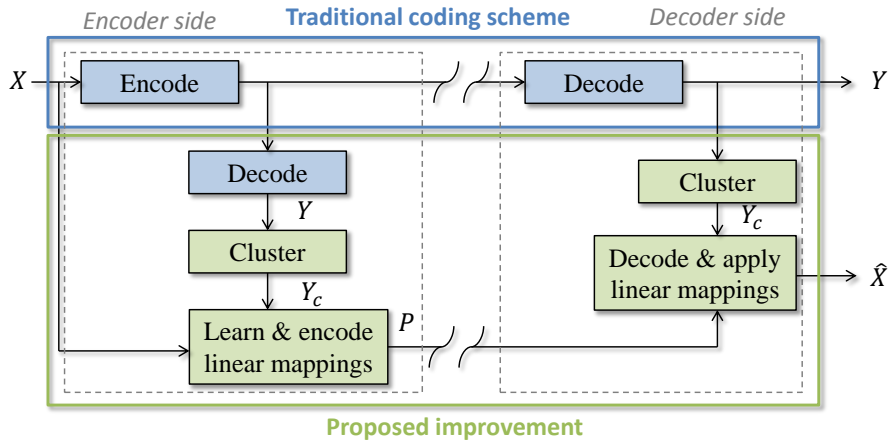 Encoder side
Traditional coding scheme
Decoder side
X
Encode
Decode
Y
Decode
Cluster
Y
Y_c
Cluster
Decode & apply
linear mappings
X̂
Y_c
Learn & encode
linear mappings
P
Proposed improvement